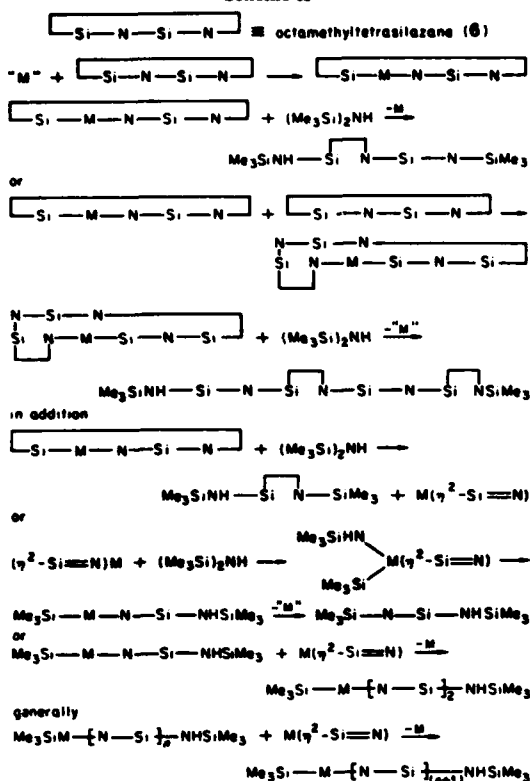 Si — N — Si — N ≡ octamethyltetrasilazane (6)
"M" + Si — N — Si — N → Si — M — N — Si — N
Si — M — N — Si — N + (Me3Si)2NH -M→
Me3SiNH — Si N — Si — N — SiMe3
or
Si — M — N — Si — N + Si — N — Si — N →
N — Si — N
Si N — M — Si — N — Si
N — Si — N
Si N — M — Si — N — Si + (Me3Si)2NH -"M"→
Me3SiNH — Si — N — Si N — Si — N — Si NSiMe3
in addition
Si — M — N — Si — N + (Me3Si)2NH →
Me3SiNH — Si N — SiMe3 + M(η2-Si=N)
or
(η2-Si=N)M + (Me3Si)2NH → Me3SiHN Me3Si M(η2-Si=N) →
Me3Si — M — N — Si — NHSiMe3 -"M"→ Me3Si — N — Si — NHSiMe3
or
Me3Si — M — N — Si — NHSiMe3 + M(η2-Si=N) -M→
Me3Si — M —[N — Si]2— NHSiMe3
generally
Me3SiM —[N — Si]n— NHSiMe3 + M(η2-Si=N) -M→
Me3Si — M —[N — Si](n+1)— NHSiMe3